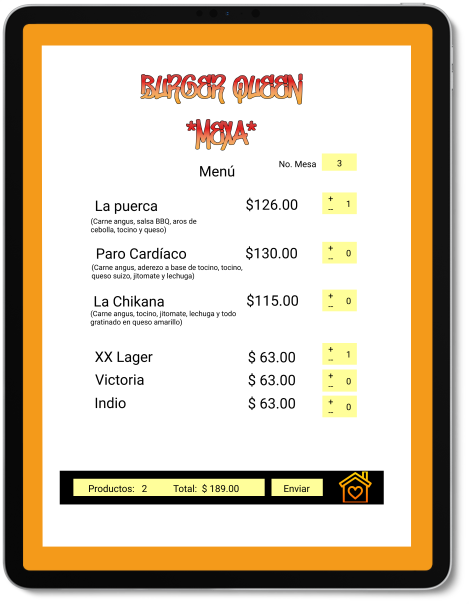 BURGER QUEEN
*MEXA*
No. Mesa 3
Menú
La puerca $126.00 + - 1
(Carne angus, salsa BBQ, aros de
cebolla, tocino y queso)
Paro Cardíaco $130.00 + - 0
(Carne angus, aderezo a base de tocino, tocino,
queso suizo, jitomate y lechuga)
La Chikana $115.00 + - 0
(Carne angus, tocino, jitomate, lechuga y todo
gratinado en queso amarillo)
XX Lager $ 63.00 + - 1
Victoria $ 63.00 + - 0
Indio $ 63.00 + - 0
Productos: 2 Total: $ 189.00 Enviar